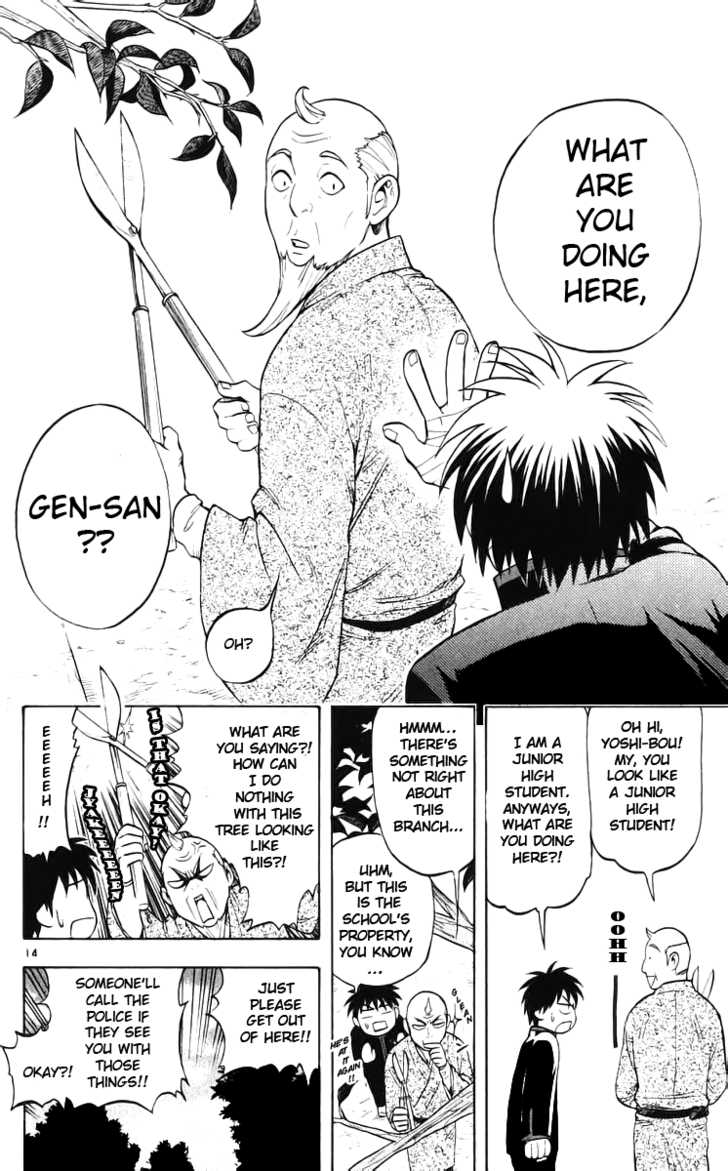 WHAT
ARE
YOU
DOING
HERE,
GEN-SAN
??
OH?
OH HI,
YOSHI-BOU!
MY, YOU
LOOK LIKE
A JUNIOR
HIGH
STUDENT!
OOHH
I AM A
JUNIOR
HIGH
STUDENT.
ANYWAYS,
WHAT ARE
YOU DOING
HERE?!
HMMM...
THERE'S
SOMETHING
NOT RIGHT
ABOUT
THIS
BRANCH...
UHM,
BUT THIS
IS THE
SCHOOL'S
PROPERTY,
YOU KNOW
...
HE'S
AT IT
AGAIN
!!
WHAT ARE
YOU SAYING?!
HOW CAN
I DO
NOTHING
WITH THIS
TREE LOOKING
LIKE
THIS?!
IS THAT OKAY!
EEEEEH
!!
14
JUST
PLEASE
GET OUT
OF HERE!!
SOMEONE'LL
CALL THE
POLICE IF
THEY SEE
YOU WITH
THOSE
THINGS!!
OKAY?!